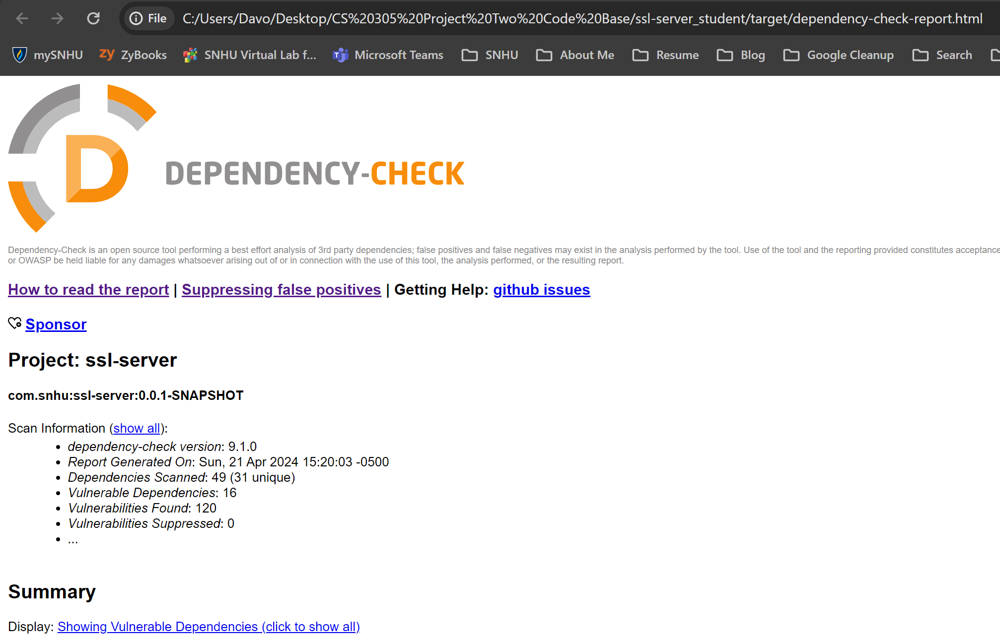 File C:/Users/Davo/Desktop/CS%20305%20Project%20Two%20Code%20Base/ssl-server_student/target/dependency-check-report.html
mySNHU zy ZyBooks SNHU Virtual Lab f... T Microsoft Teams SNHU About Me Resume Blog Google Cleanup Search
D DEPENDENCY-CHECK
Dependency-Check is an open source tool performing a best effort analysis of 3rd party dependencies; false positives and false negatives may exist in the analysis performed by the tool. Use of the tool and the reporting provided constitutes acceptance
or OWASP be held liable for any damages whatsoever arising out of or in connection with the use of this tool, the analysis performed, or the resulting report.
How to read the report | Suppressing false positives | Getting Help: github issues
Sponsor
Project: ssl-server
com.snhu:ssl-server:0.0.1-SNAPSHOT
Scan Information (show all):
• dependency-check version: 9.1.0
• Report Generated On: Sun, 21 Apr 2024 15:20:03 -0500
• Dependencies Scanned: 49 (31 unique)
• Vulnerable Dependencies: 16
• Vulnerabilities Found: 120
• Vulnerabilities Suppressed: 0
• ...
Summary
Display: Showing Vulnerable Dependencies (click to show all)